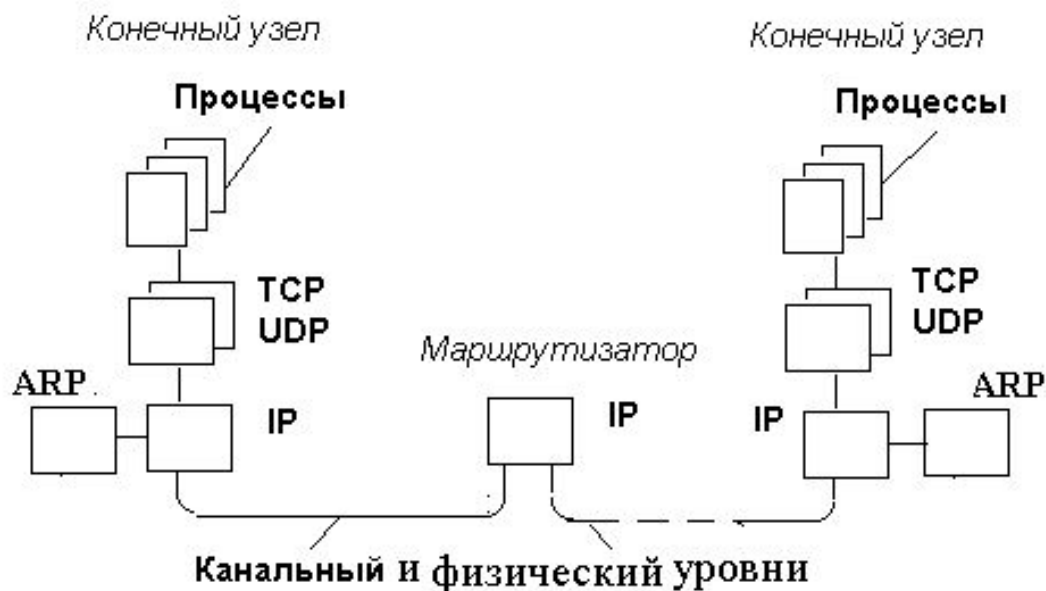 Конечный узел
Конечный узел
Процессы
Процессы
TCP
UDP
TCP
UDP
Маршрутизатор
ARP
IP
IP
IP
ARP
Канальный и физический уровни